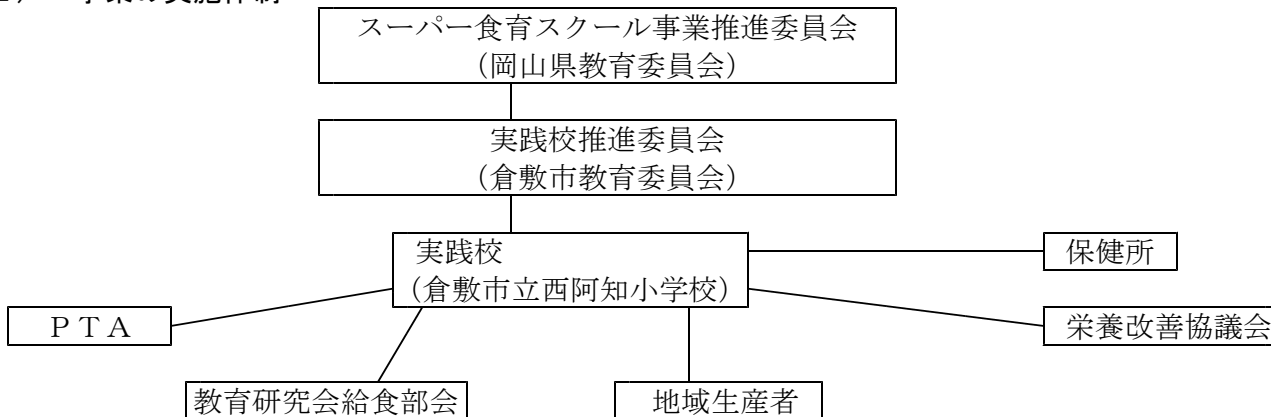 スーパー食育スクール事業推進委員会
（岡山県教育委員会）
実践校推進委員会
（倉敷市教育委員会）
実践校
（倉敷市立西阿知小学校）
保健所
ＰＴＡ
栄養改善協議会
教育研究会給食部会
地域生産者